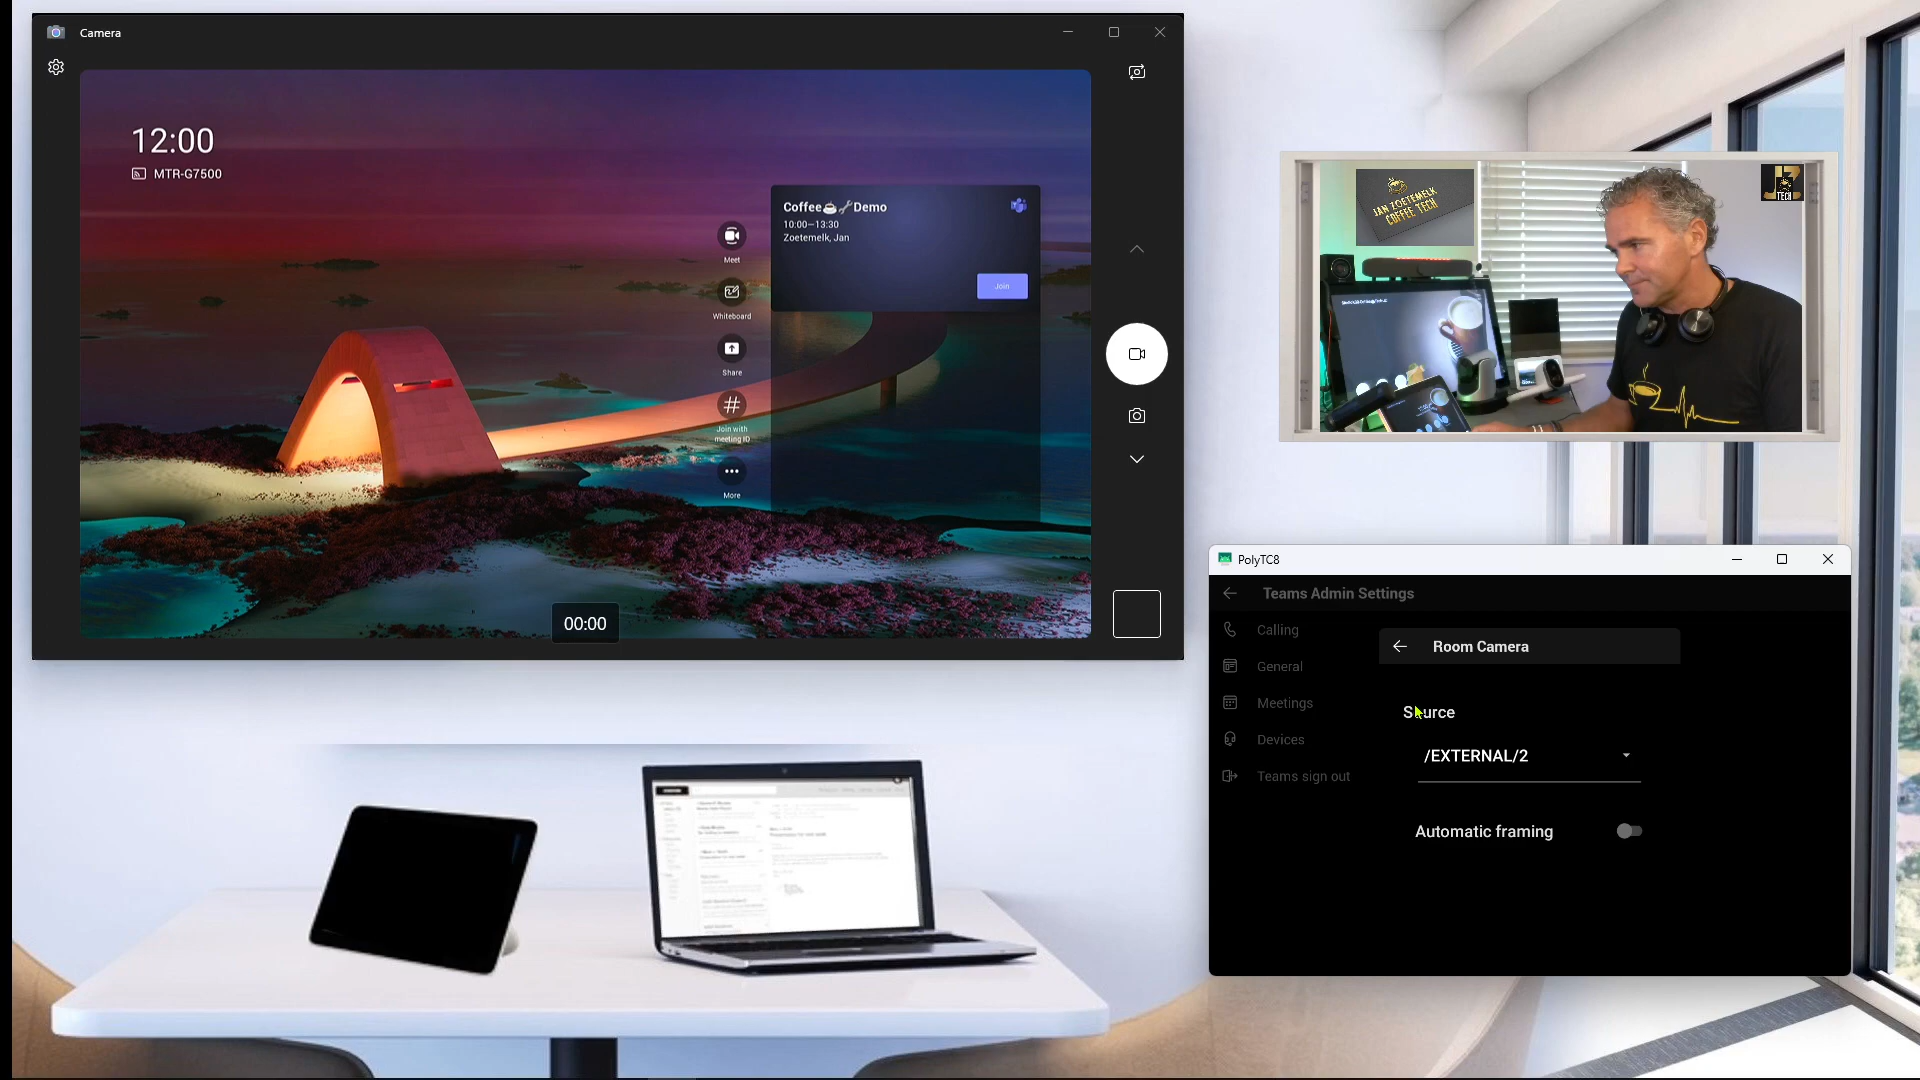 Camera
12:00
MTR-G7500
Coffee☕🔧Demo
10:00—13:30
Zoetemelk, Jan
Join
Meet
Whiteboard
Share
Join with
meeting ID
More
00:00
JAN ZOETEMELK
COFFEE TECH
JZ
TECH
PolyTC8
Teams Admin Settings
Calling
General
Meetings
Devices
Teams sign out
Room Camera
Source
/EXTERNAL/2
Automatic framing